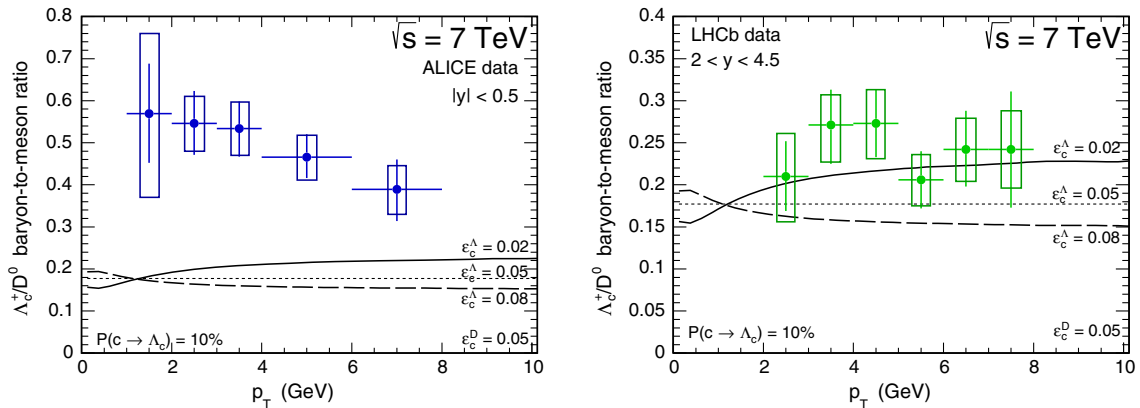 0.8
0.7
0.6
0.5
0.4
0.3
0.2
0.1
0
Λc+/D0 baryon-to-meson ratio
√s = 7 TeV
ALICE data
|y| < 0.5
εcΛ = 0.02
εcΛ = 0.05
εcΛ = 0.08
P(c → Λc) = 10%
εcD = 0.05
0 2 4 6 8 10
pT (GeV)
0.4
0.35
0.3
0.25
0.2
0.15
0.1
0.05
0
Λc+/D0 baryon-to-meson ratio
LHCb data
2 < y < 4.5
√s = 7 TeV
εcΛ = 0.02
εcΛ = 0.05
εcΛ = 0.08
P(c → Λc) = 10%
εcD = 0.05
0 2 4 6 8 10
pT (GeV)